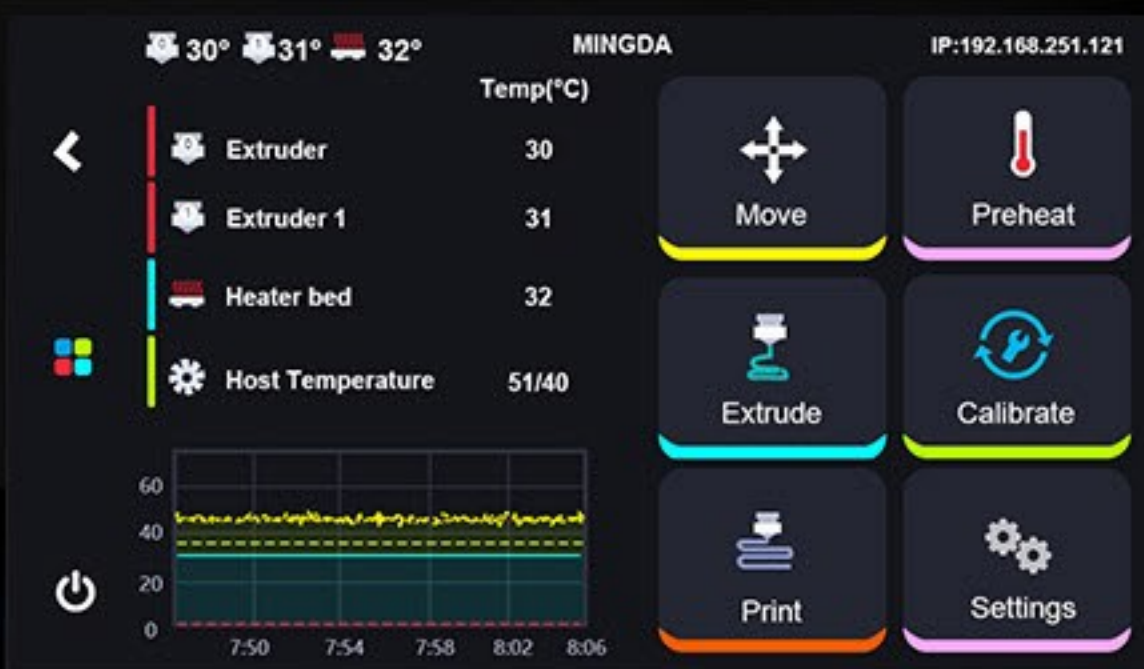 30° 31° 32° MINGDA IP:192.168.251.121
Temp(°C)
Extruder 30
Extruder 1 31
Heater bed 32
Host Temperature 51/40
60
40
20
0
7:50 7:54 7:58 8:02 8:06
Move
Preheat
Extrude
Calibrate
Print
Settings